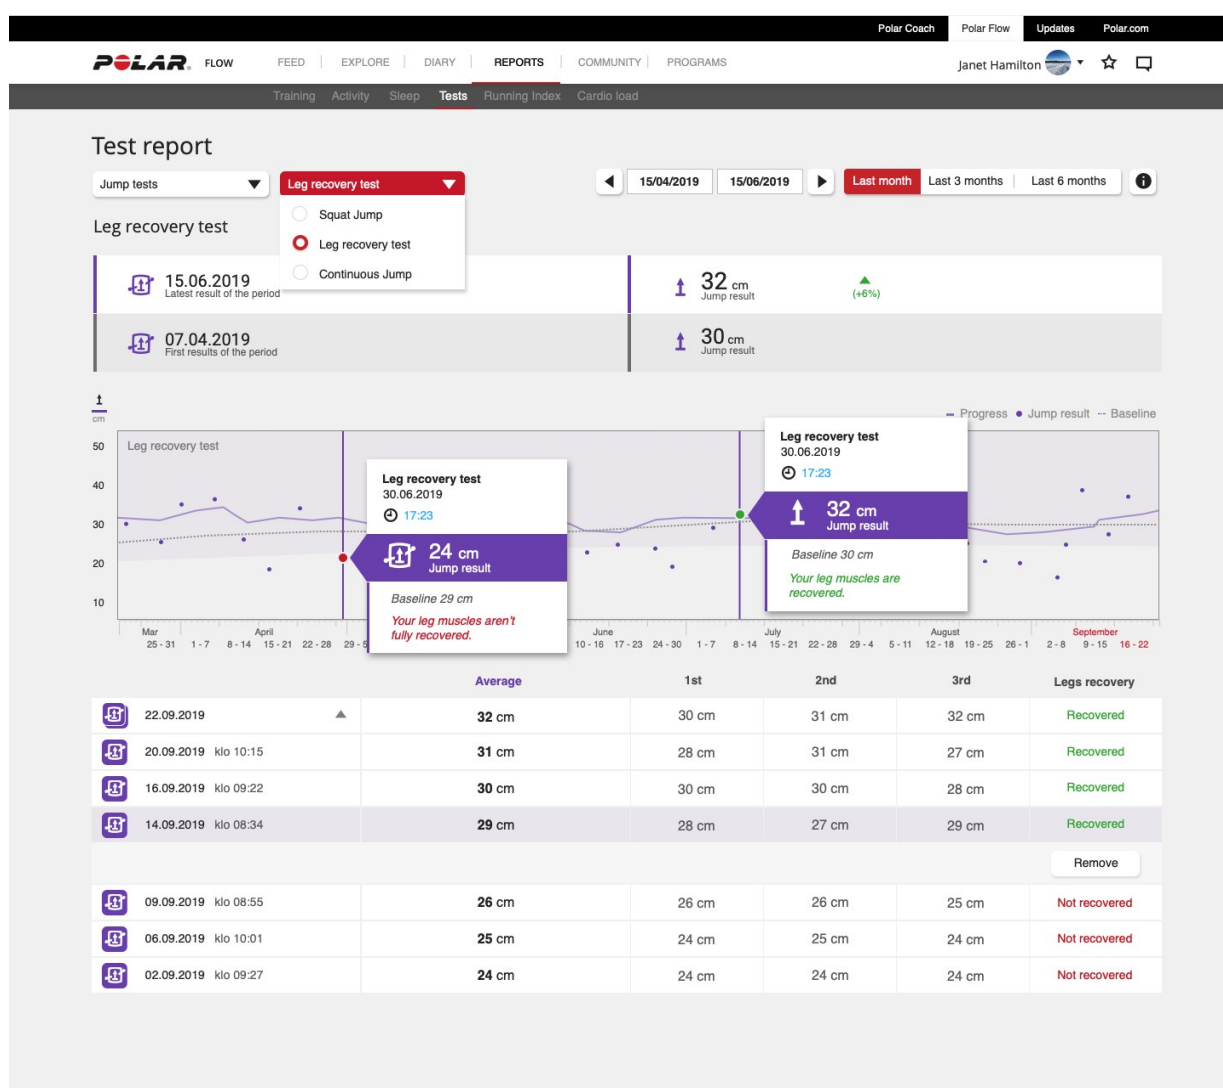 Polar Coach Polar Flow Updates Polar.com
POLAR. FLOW FEED EXPLORE DIARY REPORTS COMMUNITY PROGRAMS Janet Hamilton
Training Activity Sleep Tests Running Index Cardio load
Test report
Jump tests Leg recovery test 15/04/2019 15/06/2019 Last month Last 3 months Last 6 months
Squat Jump
Leg recovery test
Leg recovery test
Continuous Jump
15.06.2019 32 cm
Latest result of the period Jump result (+6%)
07.04.2019 30 cm
First results of the period Jump result
cm
Progress Jump result -- Baseline
50 Leg recovery test
40
30
20
10
Leg recovery test
30.06.2019
17:23
24 cm
Jump result
Baseline 29 cm
Your leg muscles aren't
fully recovered.
Leg recovery test
30.06.2019
17:23
32 cm
Jump result
Baseline 30 cm
Your leg muscles are
recovered.
Mar April June July August September
25 - 31 1 - 7 8 - 14 15 - 21 22 - 28 29 - 5 10 - 16 17 - 23 24 - 30 1 - 7 8 - 14 15 - 21 22 - 28 29 - 4 5 - 11 12 - 18 19 - 25 26 - 1 2 - 8 9 - 15 16 - 22
Average 1st 2nd 3rd Legs recovery
22.09.2019 32 cm 30 cm 31 cm 32 cm Recovered
20.09.2019 klo 10:15 31 cm 28 cm 31 cm 27 cm Recovered
16.09.2019 klo 09:22 30 cm 30 cm 30 cm 28 cm Recovered
14.09.2019 klo 08:34 29 cm 28 cm 27 cm 29 cm Recovered
Remove
09.09.2019 klo 08:55 26 cm 26 cm 26 cm 25 cm Not recovered
06.09.2019 klo 10:01 25 cm 24 cm 25 cm 24 cm Not recovered
02.09.2019 klo 09:27 24 cm 24 cm 24 cm 24 cm Not recovered